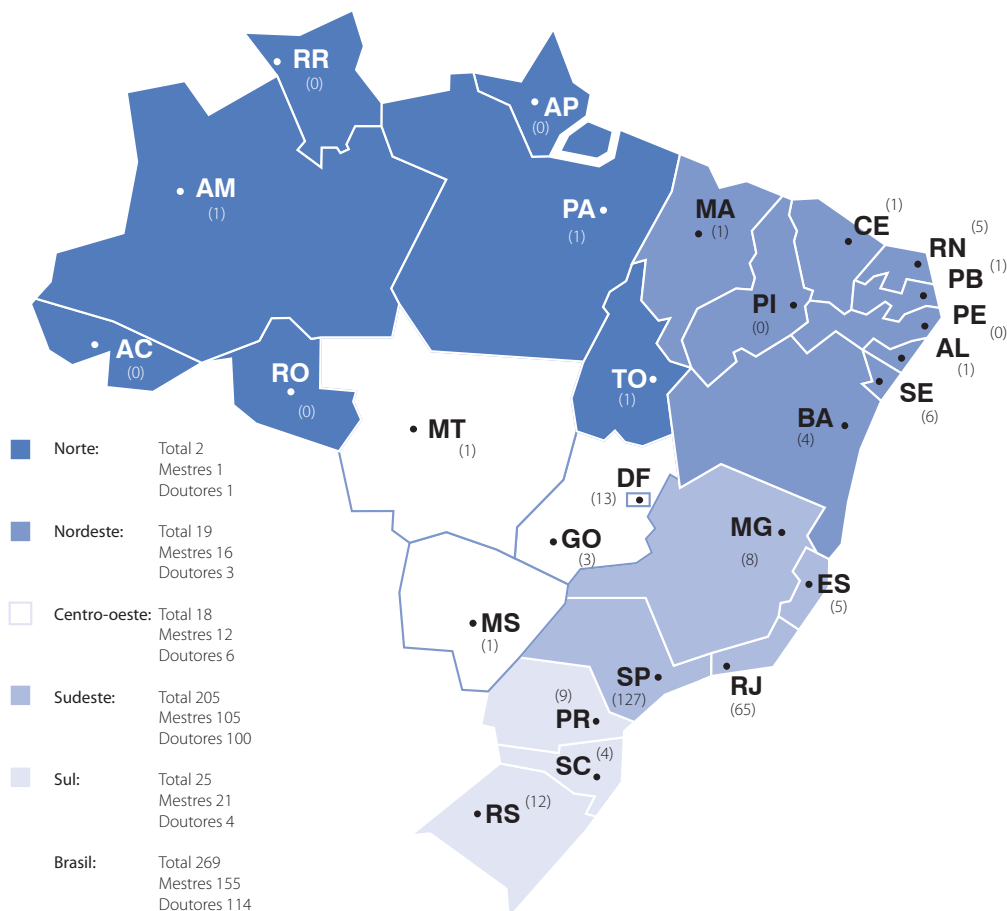 RR
(0)
AP
(0)
AM
(1)
PA
(1)
MA
(1)
CE
(1)
RN
(5)
PB
(1)
PE
(0)
AL
(1)
SE
(6)
PI
(0)
AC
(0)
RO
(0)
TO
(1)
BA
(4)
MT
(1)
DF
(13)
GO
(3)
MG
(8)
ES
(5)
MS
(1)
SP
(127)
RJ
(65)
(9)
PR
SC
(4)
RS
(12)
Norte: Total 2
Mestres 1
Doutores 1
Nordeste: Total 19
Mestres 16
Doutores 3
Centro-oeste: Total 18
Mestres 12
Doutores 6
Sudeste: Total 205
Mestres 105
Doutores 100
Sul: Total 25
Mestres 21
Doutores 4
Brasil: Total 269
Mestres 155
Doutores 114